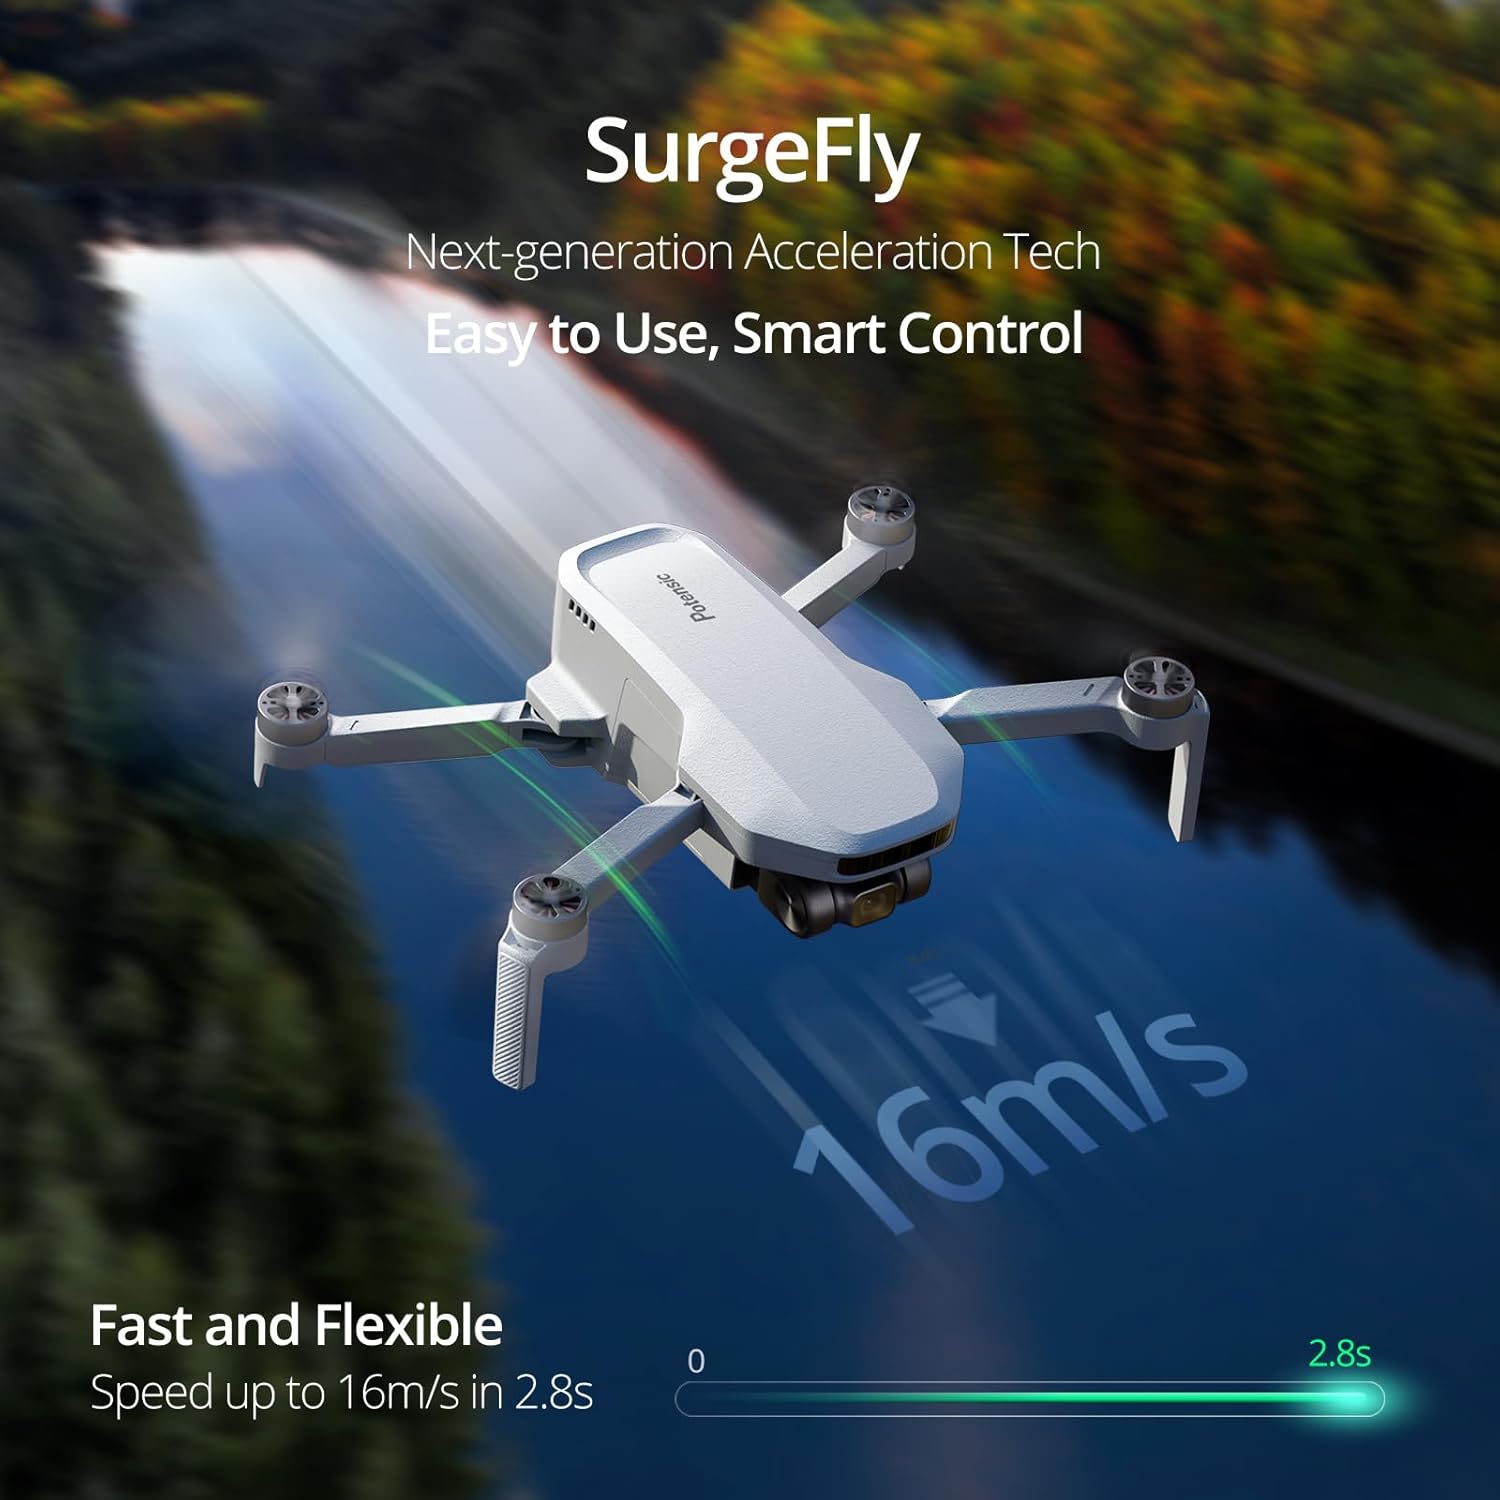 SurgeFly
Next-generation Acceleration Tech
Easy to Use, Smart Control
Potensic
16m/s
Fast and Flexible
Speed up to 16m/s in 2.8s
0
2.8s